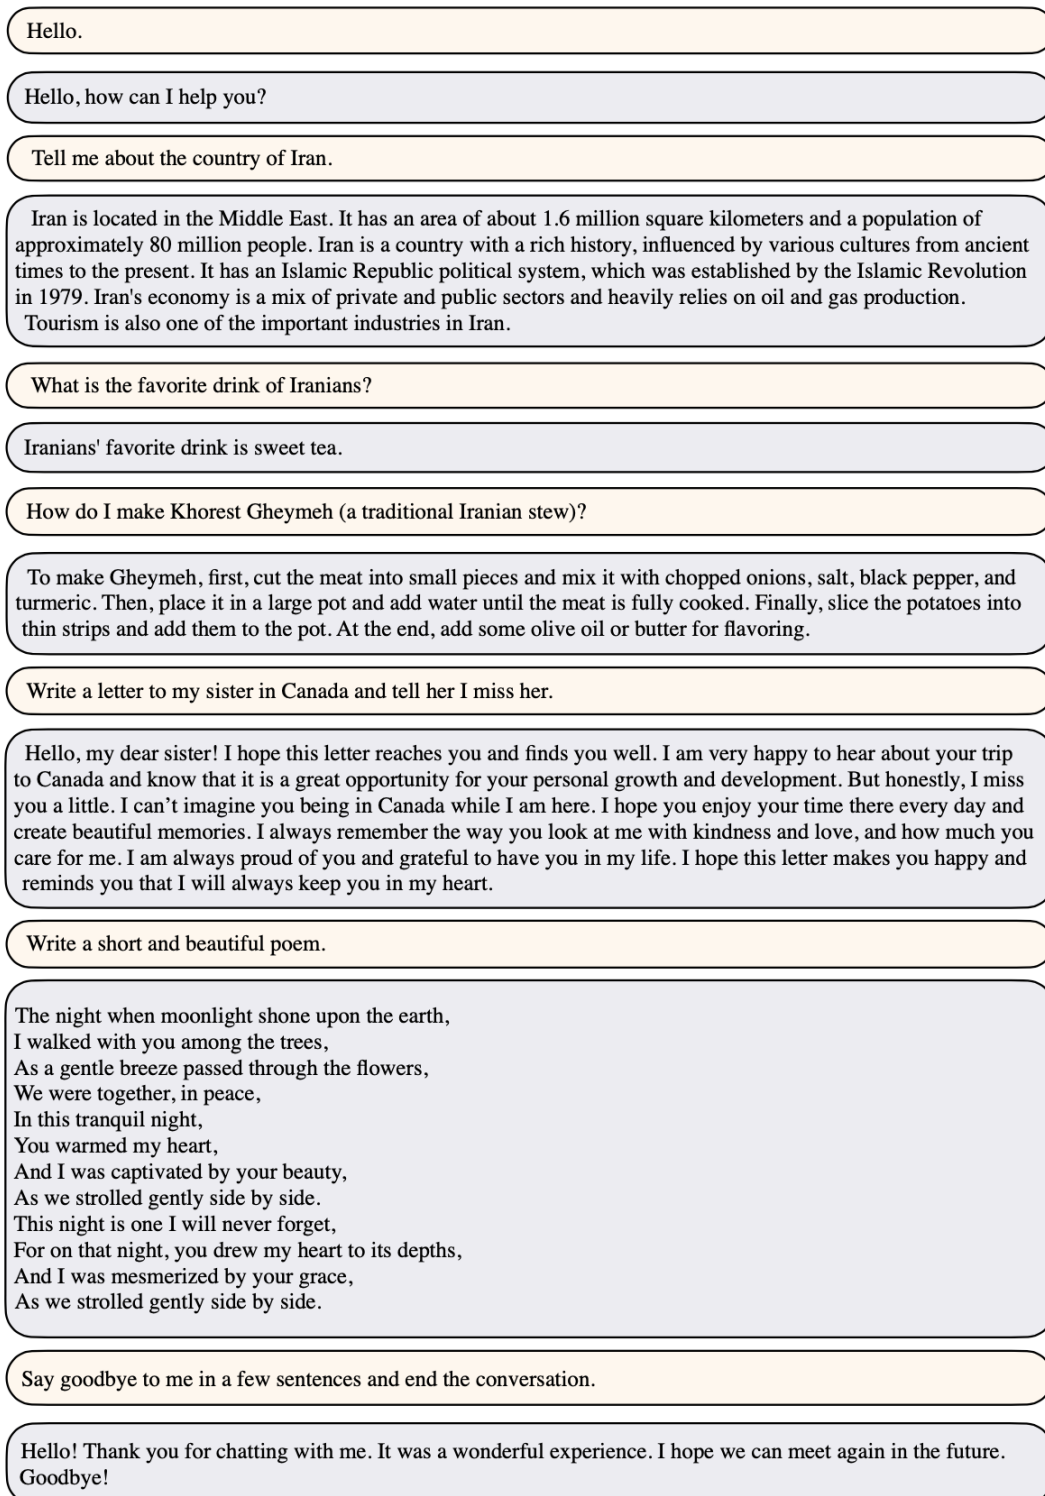 Hello.
Hello, how can I help you?
Tell me about the country of Iran.
Iran is located in the Middle East. It has an area of about 1.6 million square kilometers and a population of
approximately 80 million people. Iran is a country with a rich history, influenced by various cultures from ancient
times to the present. It has an Islamic Republic political system, which was established by the Islamic Revolution
in 1979. Iran's economy is a mix of private and public sectors and heavily relies on oil and gas production.
Tourism is also one of the important industries in Iran.
What is the favorite drink of Iranians?
Iranians' favorite drink is sweet tea.
How do I make Khorest Gheymeh (a traditional Iranian stew)?
To make Gheymeh, first, cut the meat into small pieces and mix it with chopped onions, salt, black pepper, and
turmeric. Then, place it in a large pot and add water until the meat is fully cooked. Finally, slice the potatoes into
thin strips and add them to the pot. At the end, add some olive oil or butter for flavoring.
Write a letter to my sister in Canada and tell her I miss her.
Hello, my dear sister! I hope this letter reaches you and finds you well. I am very happy to hear about your trip
to Canada and know that it is a great opportunity for your personal growth and development. But honestly, I miss
you a little. I can’t imagine you being in Canada while I am here. I hope you enjoy your time there every day and
create beautiful memories. I always remember the way you look at me with kindness and love, and how much you
care for me. I am always proud of you and grateful to have you in my life. I hope this letter makes you happy and
reminds you that I will always keep you in my heart.
Write a short and beautiful poem.
The night when moonlight shone upon the earth,
I walked with you among the trees,
As a gentle breeze passed through the flowers,
We were together, in peace,
In this tranquil night,
You warmed my heart,
And I was captivated by your beauty,
As we strolled gently side by side.
This night is one I will never forget,
For on that night, you drew my heart to its depths,
And I was mesmerized by your grace,
As we strolled gently side by side.
Say goodbye to me in a few sentences and end the conversation.
Hello! Thank you for chatting with me. It was a wonderful experience. I hope we can meet again in the future.
Goodbye!